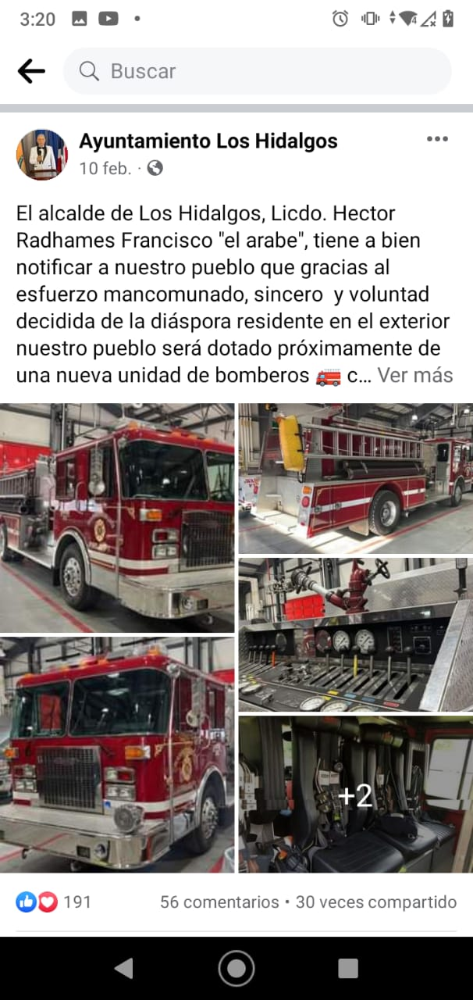 3:20
Buscar
Ayuntamiento Los Hidalgos
10 feb. ·
El alcalde de Los Hidalgos, Licdo. Hector
Radhames Francisco "el arabe", tiene a bien
notificar a nuestro pueblo que gracias al
esfuerzo mancomunado, sincero y voluntad
decidida de la diáspora residente en el exterior
nuestro pueblo será dotado próximamente de
una nueva unidad de bomberos 🚒 c... Ver más
+2
191
56 comentarios • 30 veces compartido